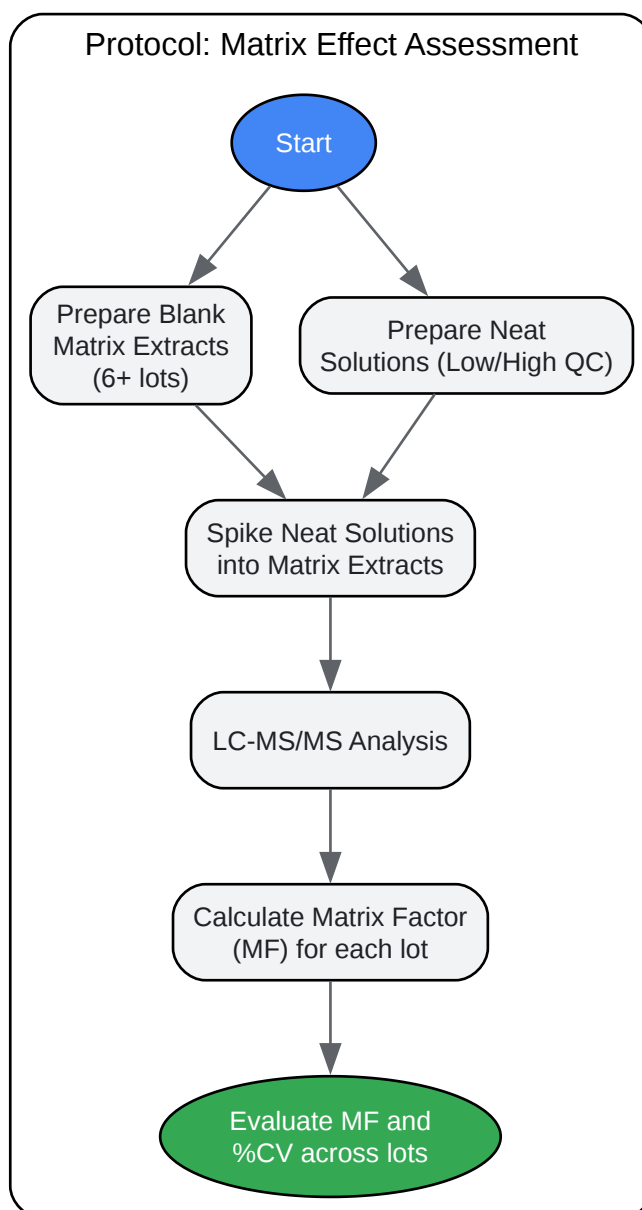 Protocol: Matrix Effect Assessment
Start
Prepare Blank
Matrix Extracts
(6+ lots)
Prepare Neat
Solutions (Low/High QC)
Spike Neat Solutions
into Matrix Extracts
LC-MS/MS Analysis
Calculate Matrix Factor
(MF) for each lot
Evaluate MF and
%CV across lots